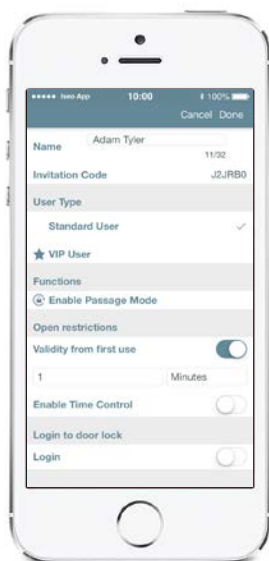 Iseo App 10:00 100%
Cancel Done
Name Adam Tyler
11/32
Invitation Code J2JRB0
User Type
Standard User
VIP User
Functions
Enable Passage Mode
Open restrictions
Validity from first use
1 Minutes
Enable Time Control
Login to door lock
Login